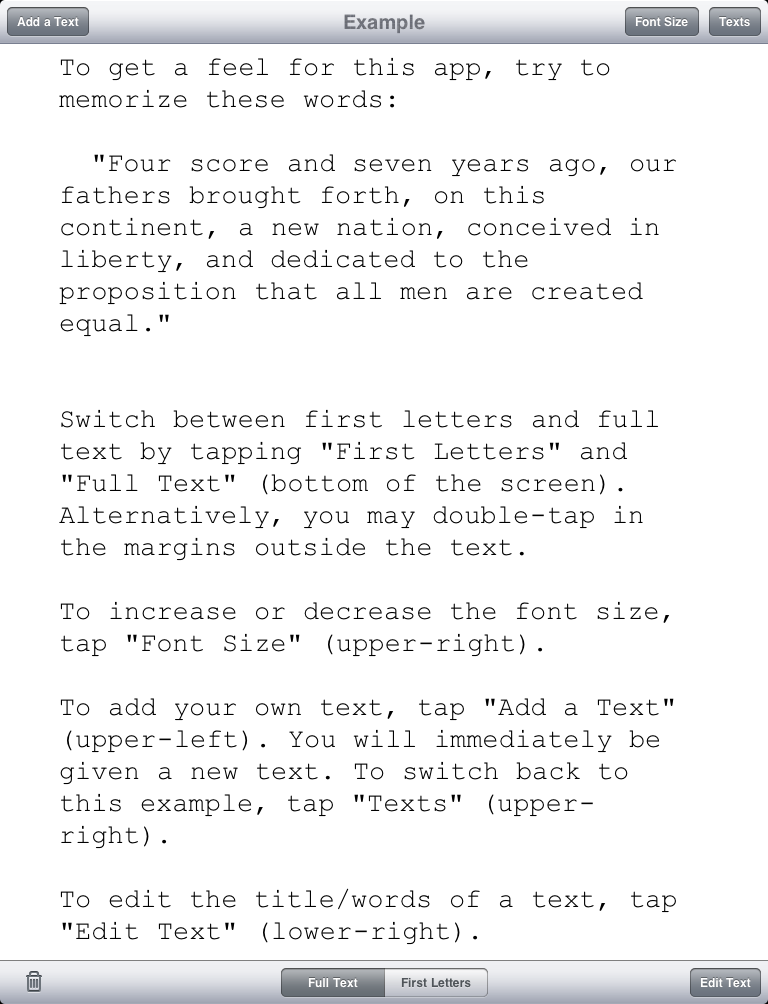 Add a Text Example Font Size Texts
To get a feel for this app, try to
memorize these words:
"Four score and seven years ago, our
fathers brought forth, on this
continent, a new nation, conceived in
liberty, and dedicated to the
proposition that all men are created
equal."
Switch between first letters and full
text by tapping "First Letters" and
"Full Text" (bottom of the screen).
Alternatively, you may double-tap in
the margins outside the text.
To increase or decrease the font size,
tap "Font Size" (upper-right).
To add your own text, tap "Add a Text"
(upper-left). You will immediately be
given a new text. To switch back to
this example, tap "Texts" (upper-
right).
To edit the title/words of a text, tap
"Edit Text" (lower-right).
Full Text First Letters Edit Text